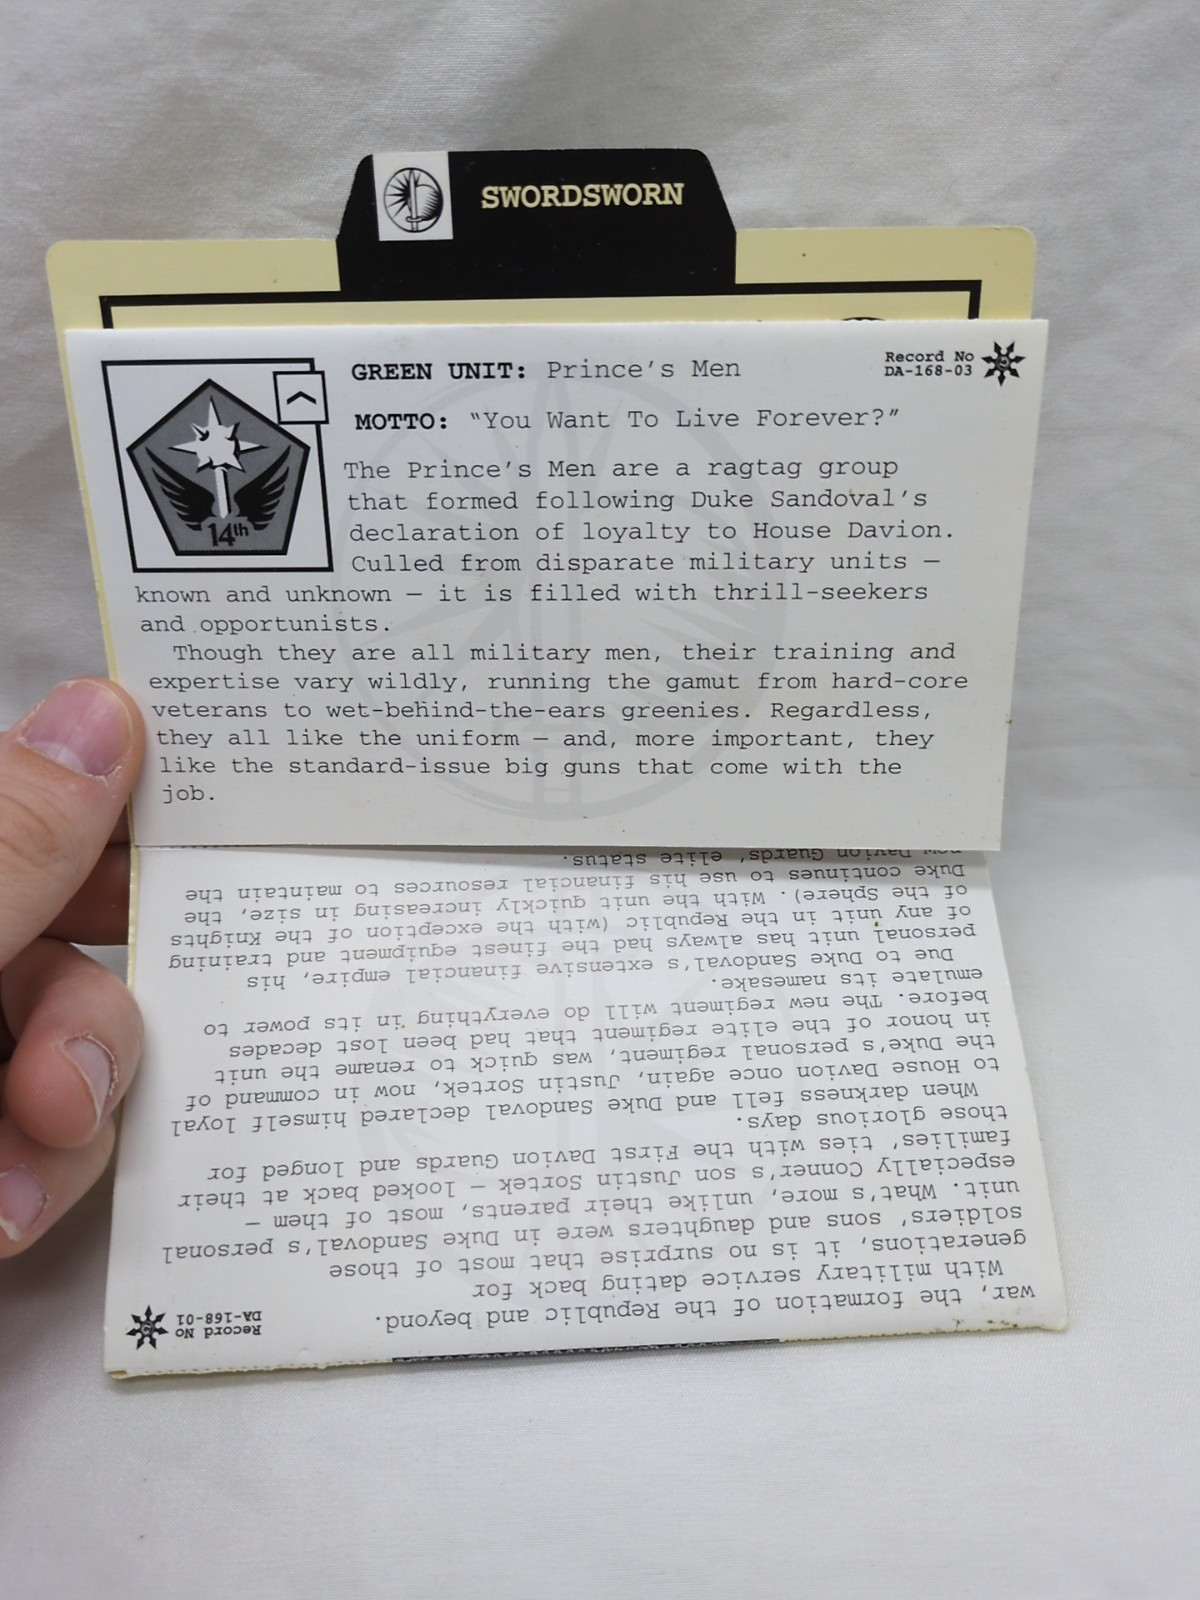 SWORDSWORN
GREEN UNIT: Prince's Men
Record No
DA-168-03
MOTTO: "You Want To Live Forever?"
14th
The Prince's Men are a ragtag group
that formed following Duke Sandoval's
declaration of loyalty to House Davion.
Culled from disparate military units —
known and unknown — it is filled with thrill-seekers
and opportunists.
Though they are all military men, their training and
expertise vary wildly, running the gamut from hard-core
veterans to wet-behind-the-ears greenies. Regardless,
they all like the uniform — and, more important, they
like the standard-issue big guns that come with the
job.
Record No
DA-168-01
war, the formation of the Republic and beyond.
With military service dating back for
generations, it is no surprise that most of those
soldiers' sons and daughters were in Duke Sandoval's personal
unit. What's more, unlike their parents, most of them —
especially Conner's son Justin Sortek — looked back at their
families' ties with the First Davion Guards and longed for
those glorious days.
When darkness fell and Duke Sandoval declared himself loyal
to House Davion once again, Justin Sortek, now in command of
the Duke's personal regiment, was quick to rename the unit
in honor of the elite regiment that had been lost decades
before. The new regiment will do everything in its power to
emulate its namesake.
Due to Duke Sandoval's extensive financial empire, his
personal unit has always had the finest equipment and training
of any unit in the Republic (with the exception of the Knights
of the Sphere). With the unit quickly increasing in size, the
Duke continues to use his financial resources to maintain the
now Davion Guards' elite status.